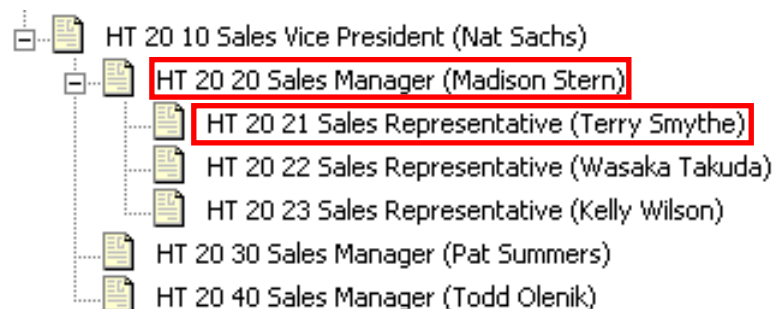 HT 20 10 Sales Vice President (Nat Sachs)
HT 20 20 Sales Manager (Madison Stern)
HT 20 21 Sales Representative (Terry Smythe)
HT 20 22 Sales Representative (Wasaka Takuda)
HT 20 23 Sales Representative (Kelly Wilson)
HT 20 30 Sales Manager (Pat Summers)
HT 20 40 Sales Manager (Todd Olenik)